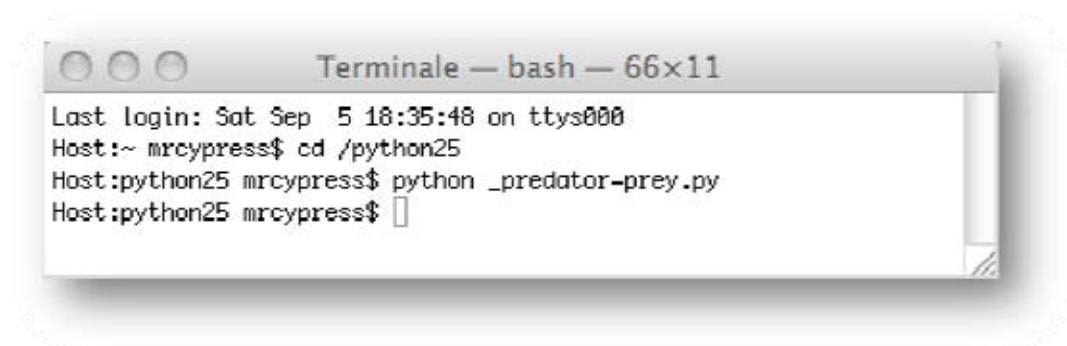 Terminale — bash — 66×11
Last login: Sat Sep  5 18:35:48 on ttys000
Host:~ mrcypress$ cd /python25
Host:python25 mrcypress$ python _predator-prey.py
Host:python25 mrcypress$